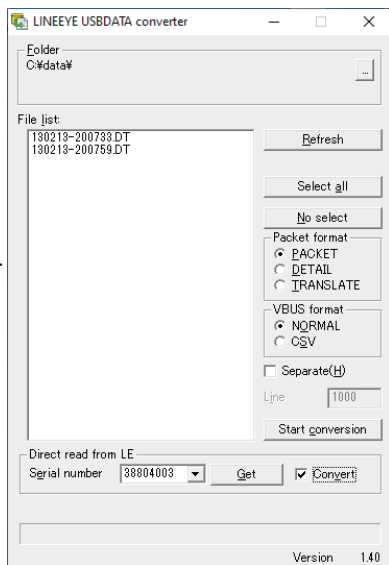 LINEEYE USBDATA converter
Folder
C:¥data¥
...
File list:
130213-200733.DT
130213-200759.DT
Refresh
Select all
No select
Packet format
PACKET
DETAIL
TRANSLATE
VBUS format
NORMAL
CSV
Separate(H)
Line 1000
Start conversion
Direct read from LE
Serial number 38804003 Get Convert
Version 1.40